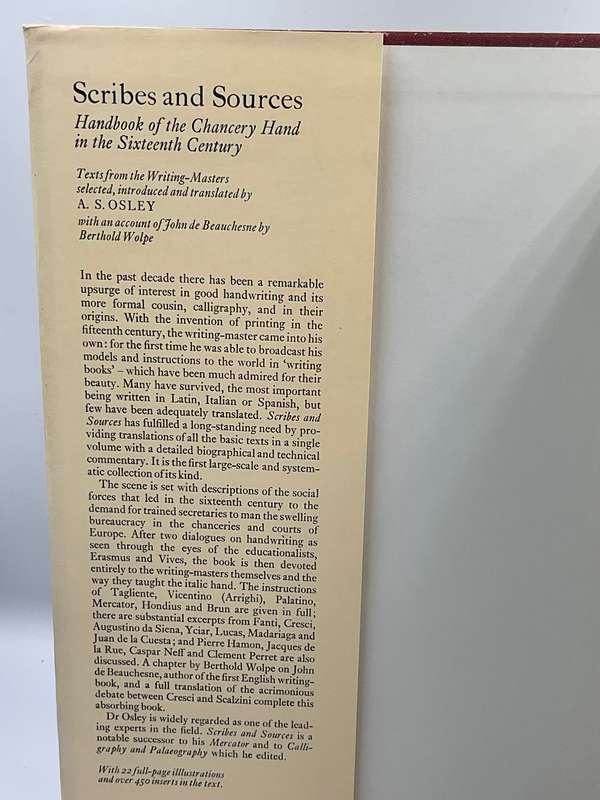 Scribes and Sources
Handbook of the Chancery Hand
in the Sixteenth Century
Texts from the Writing-Masters
selected, introduced and translated by
A. S. OSLEY
with an account of John de Beauchesne by
Berthold Wolpe
In the past decade there has been a remarkable
upsurge of interest in good handwriting and its
more formal cousin, calligraphy, and in their
origins. With the invention of printing in the
fifteenth century, the writing-master came into his
own: for the first time he was able to broadcast his
models and instructions to the world in ‘writing
books’ – which have been much admired for their
beauty. Many have survived, the most important
being written in Latin, Italian or Spanish, but
few have been adequately translated. Scribes and
Sources has fulfilled a long-standing need by pro-
viding translations of all the basic texts in a single
volume with a detailed biographical and technical
commentary. It is the first large-scale and system-
atic collection of its kind.
The scene is set with descriptions of the social
forces that led in the sixteenth century to the
demand for trained secretaries to man the swelling
bureaucracy in the chanceries and courts of
Europe. After two dialogues on handwriting as
seen through the eyes of the educationalists,
Erasmus and Vives, the book is then devoted
entirely to the writing-masters themselves and the
way they taught the italic hand. The instructions
of Tagliente, Vicentino (Arrighi), Palatino,
Mercator, Hondius and Brun are given in full;
there are substantial excerpts from Fanti, Cresci,
Augustino da Siena, Yciar, Lucas, Madariaga and
Juan de la Cuesta; and Pierre Hamon, Jacques de
la Rue, Caspar Neff and Clement Perret are also
discussed. A chapter by Berthold Wolpe on John
de Beauchesne, author of the first English writing-
book, and a full translation of the acrimonious
debate between Cresci and Scalzini complete this
absorbing book.
Dr Osley is widely regarded as one of the lead-
ing experts in the field. Scribes and Sources is a
notable successor to his Mercator and to Calli-
graphy and Palaeography which he edited.
With 22 full-page illlustrations
and over 450 inserts in the text.